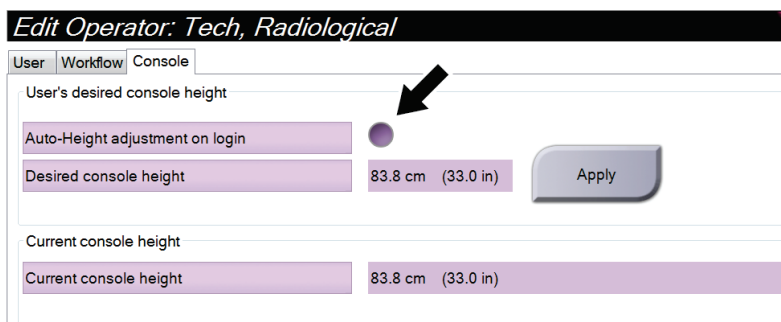 Edit Operator: Tech, Radiological
User Workflow Console
User's desired console height
Auto-Height adjustment on login
Desired console height 83.8 cm (33.0 in) Apply
Current console height
Current console height 83.8 cm (33.0 in)